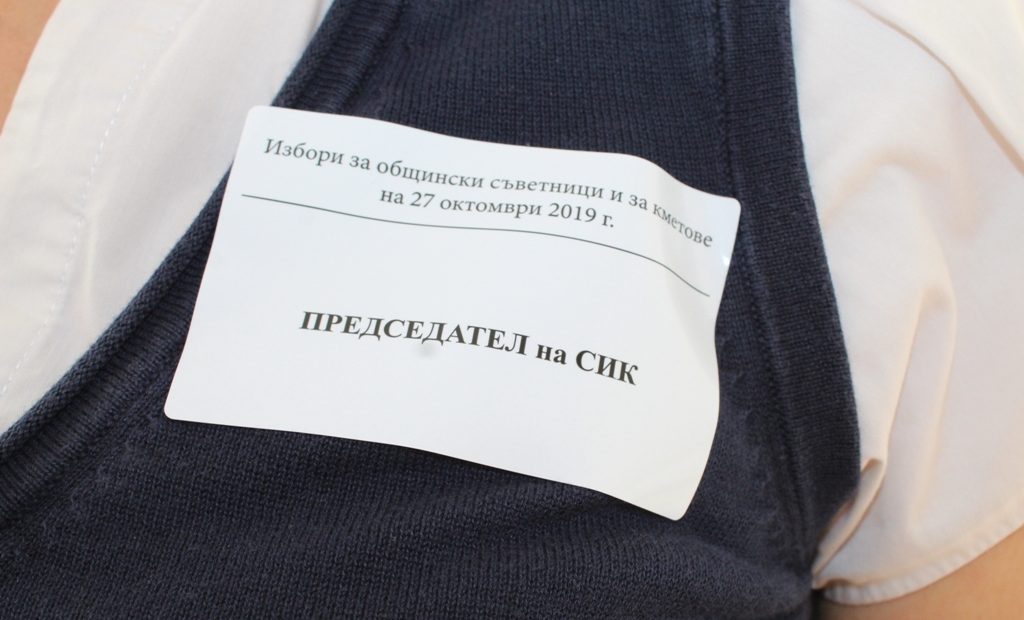 Избори за общински съветници и за кметове
на 27 октомври 2019 г.
ПРЕДСЕДАТЕЛ на СИК